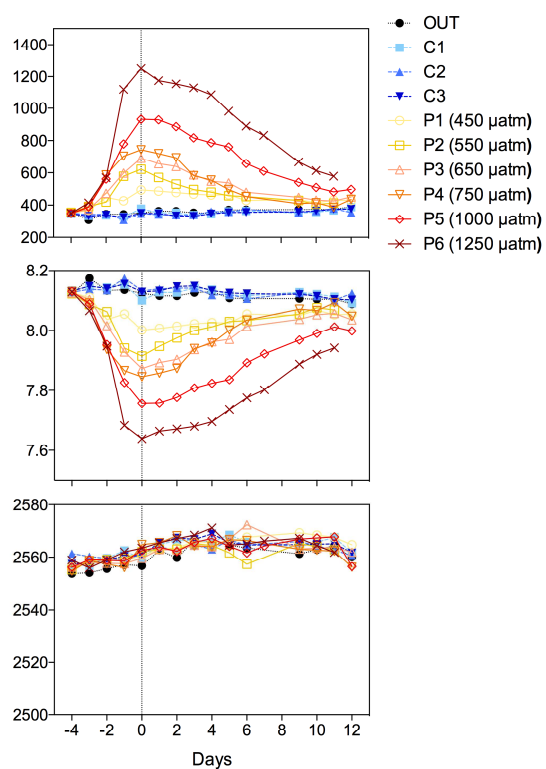 OUT
C1
C2
C3
P1 (450 µatm)
P2 (550 µatm)
P3 (650 µatm)
P4 (750 µatm)
P5 (1000 µatm)
P6 (1250 µatm)
1400
1200
1000
800
600
400
200
8.2
8.0
7.8
7.6
2580
2560
2540
2520
2500
-4 -2 0 2 4 6 8 10 12
Days